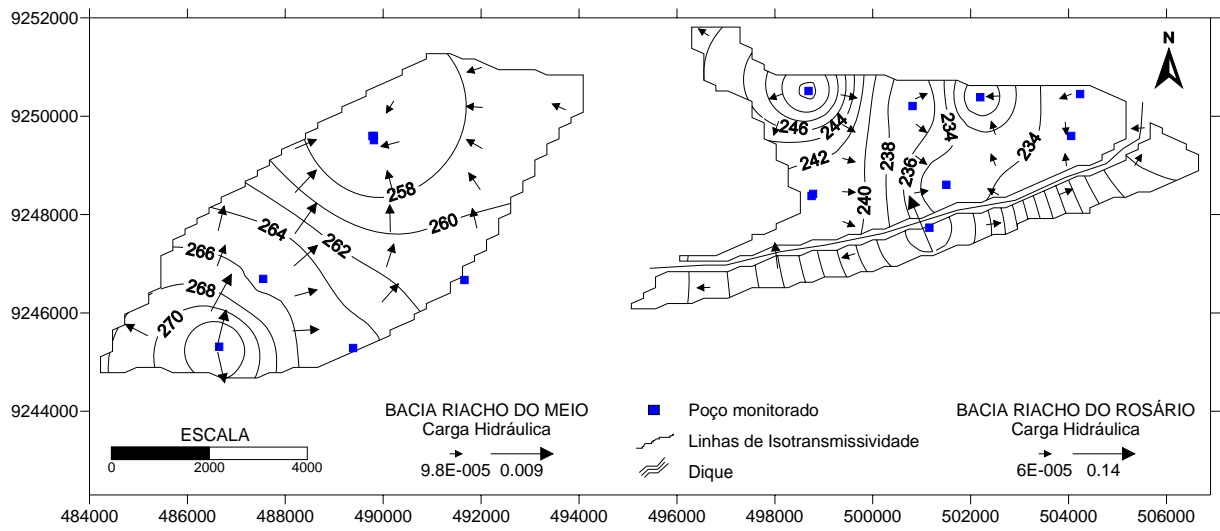 9252000
9250000
9248000
9246000
9244000
N
246
244
242
240
238
236
234
234
258
260
262
264
266
268
270
ESCALA
0 2000 4000
BACIA RIACHO DO MEIO
Carga Hidráulica
9.8E-005 0.009
Poço monitorado
Linhas de Isotransmissividade
Dique
BACIA RIACHO DO ROSÁRIO
Carga Hidráulica
6E-005 0.14
484000 486000 488000 490000 492000 494000 496000 498000 500000 502000 504000 506000